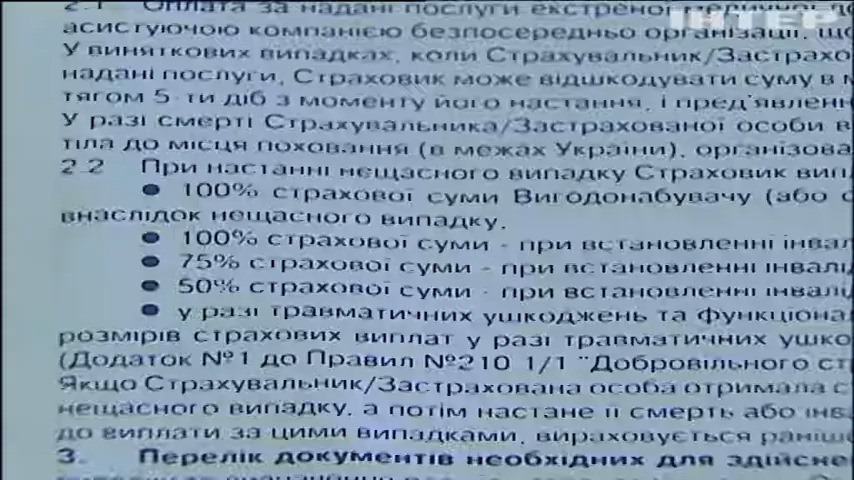 ІНТЕР
2.1 Оплата за надані послуги екстреної медичної
асистуючою компанією безпосередньо організації,
У виняткових випадках, коли Страхувальник/Застрахо
надані послуги, Страховик може відшкодувати суму в
тягом 5-ти діб з моменту його настання, і пред'явленн
У разі смерті Страхувальника/Застрахованої особи в
тіла до місця поховання (в межах України), організова
2.2 При настанні нещасного випадку Страховик вип
● 100% страхової суми Вигодонабувачу (або
внаслідок нещасного випадку.
● 100% страхової суми - при встановленні інвал
● 75% страхової суми - при встановленні інвалі
● 50% страхової суми - при встановленні інвалі
● у разі травматичних ушкоджень та функціона
розмірів страхових виплат у разі травматичних ушко
(Додаток №1 до Правил №210.1/1 "Добровільного ст
Якщо Страхувальник/Застрахована особа отримала с
нещасного випадку, а потім настане її смерть або інв
до виплати за цими випадками, вираховується раніш
3. Перелік документів необхідних для здійсне